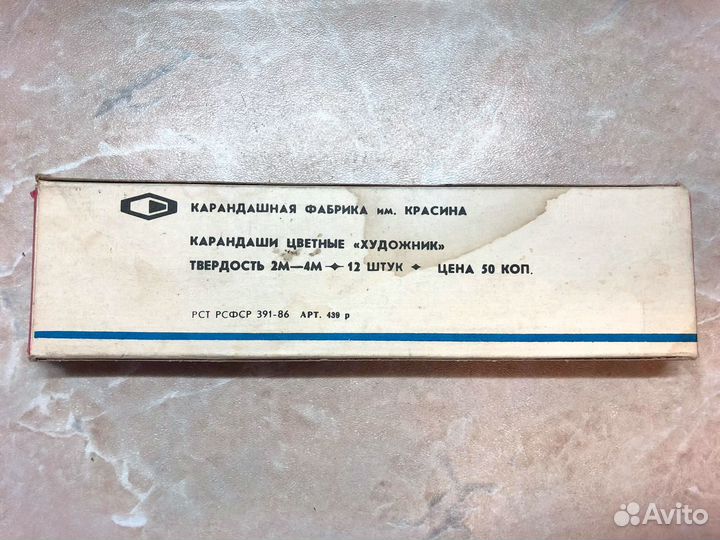 КАРАНДАШНАЯ ФАБРИКА им. КРАСИНА
КАРАНДАШИ ЦВЕТНЫЕ «ХУДОЖНИК»
ТВЕРДОСТЬ 2М—4М 12 ШТУК ЦЕНА 50 КОП.
РСТ РСФСР 391-86 АРТ. 439 р
Avito